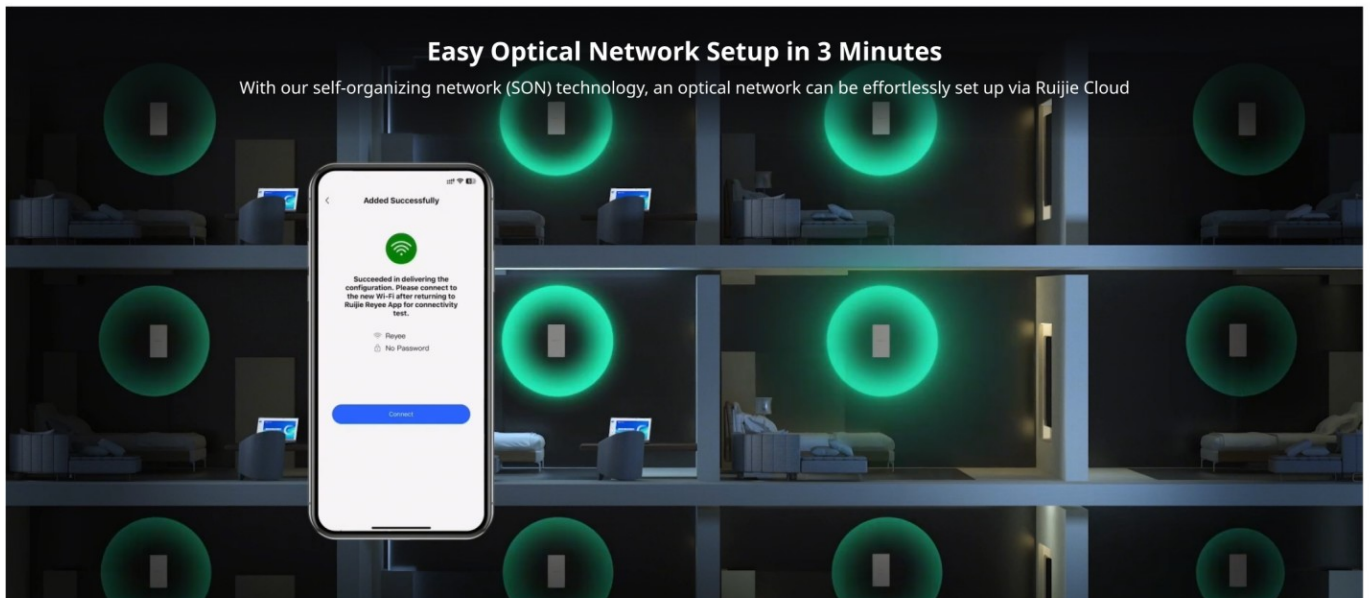 Easy Optical Network Setup in 3 Minutes
With our self-organizing network (SON) technology, an optical network can be effortlessly set up via Ruijie Cloud
Added Successfully
Succeeded in delivering the
configuration. Please connect to
the new Wi-Fi after returning to
Ruijie Reyee App for connectivity
test.
Reyee
No Password
Connect